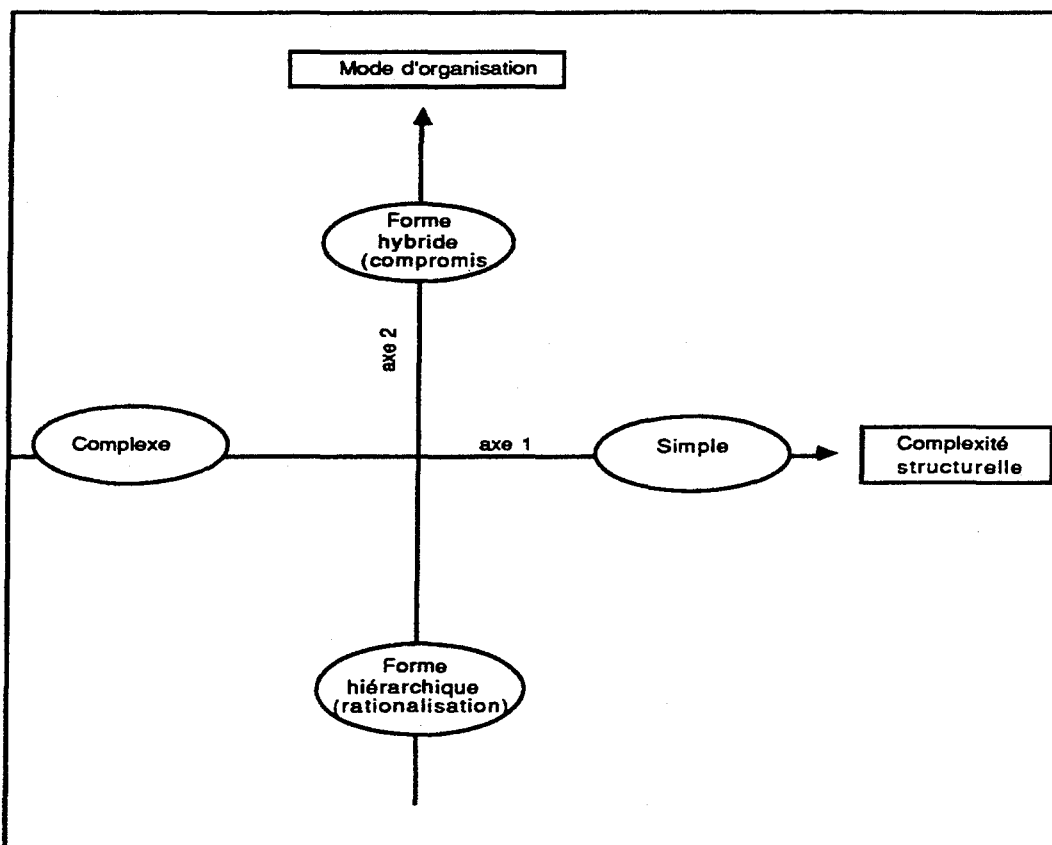 Mode d'organisation
Forme
hybride
(compromis
axe 2
Complexe
axe 1
Simple
Complexité
structurelle
Forme
hiérarchique
(rationalisation)